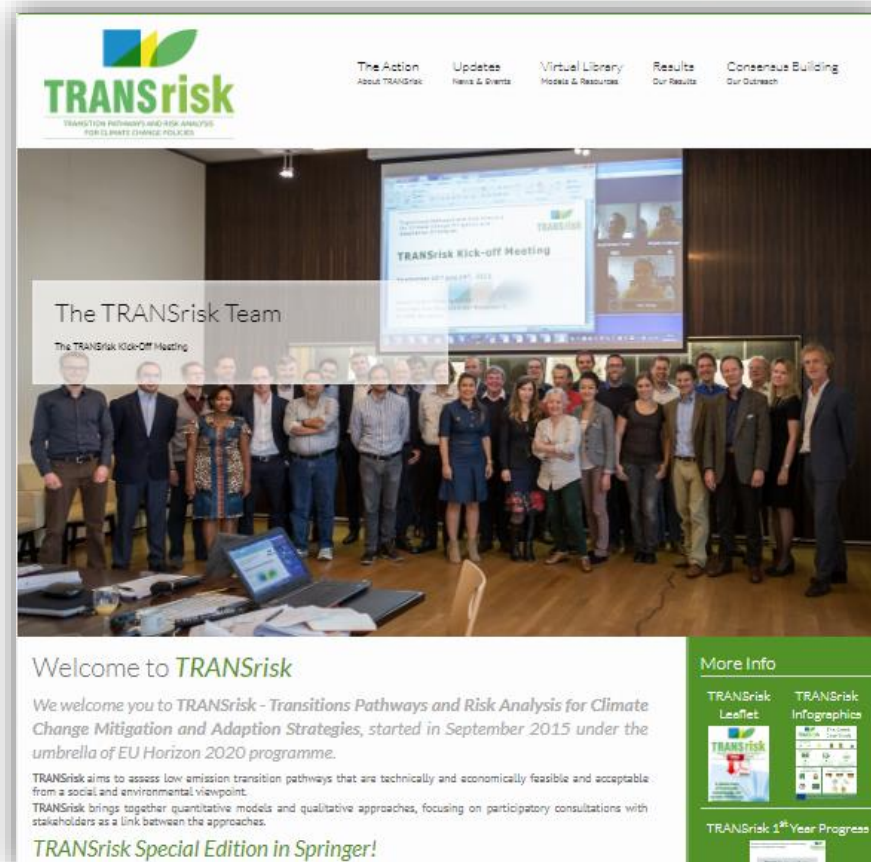 TRANSrisk
TRANSITION PATHWAYS AND RISK ANALYSIS
FOR CLIMATE CHANGE POLICIES
The Action
About TRANSrisk
Updates
News & Events
Virtual Library
Models & Resources
Results
Our Results
Consensus Building
Our Outreach
TRANSrisk
TRANSrisk Kick-off Meeting
The TRANSrisk Team
The TRANSrisk Kick-Off Meeting
Welcome to TRANSrisk
We welcome you to TRANSrisk - Transitions Pathways and Risk Analysis for Climate
Change Mitigation and Adaption Strategies, started in September 2015 under the
umbrella of EU Horizon 2020 programme.
TRANSrisk aims to assess low emission transition pathways that are technically and economically feasible and acceptable
from a social and environmental viewpoint.
TRANSrisk brings together quantitative models and qualitative approaches, focusing on participatory consultations with
stakeholders as a link between the approaches.
TRANSrisk Special Edition in Springer!
More Info
TRANSrisk
Leaflet
TRANSrisk
Infographics
TRANSrisk
TRANSrisk 1st Year Progress